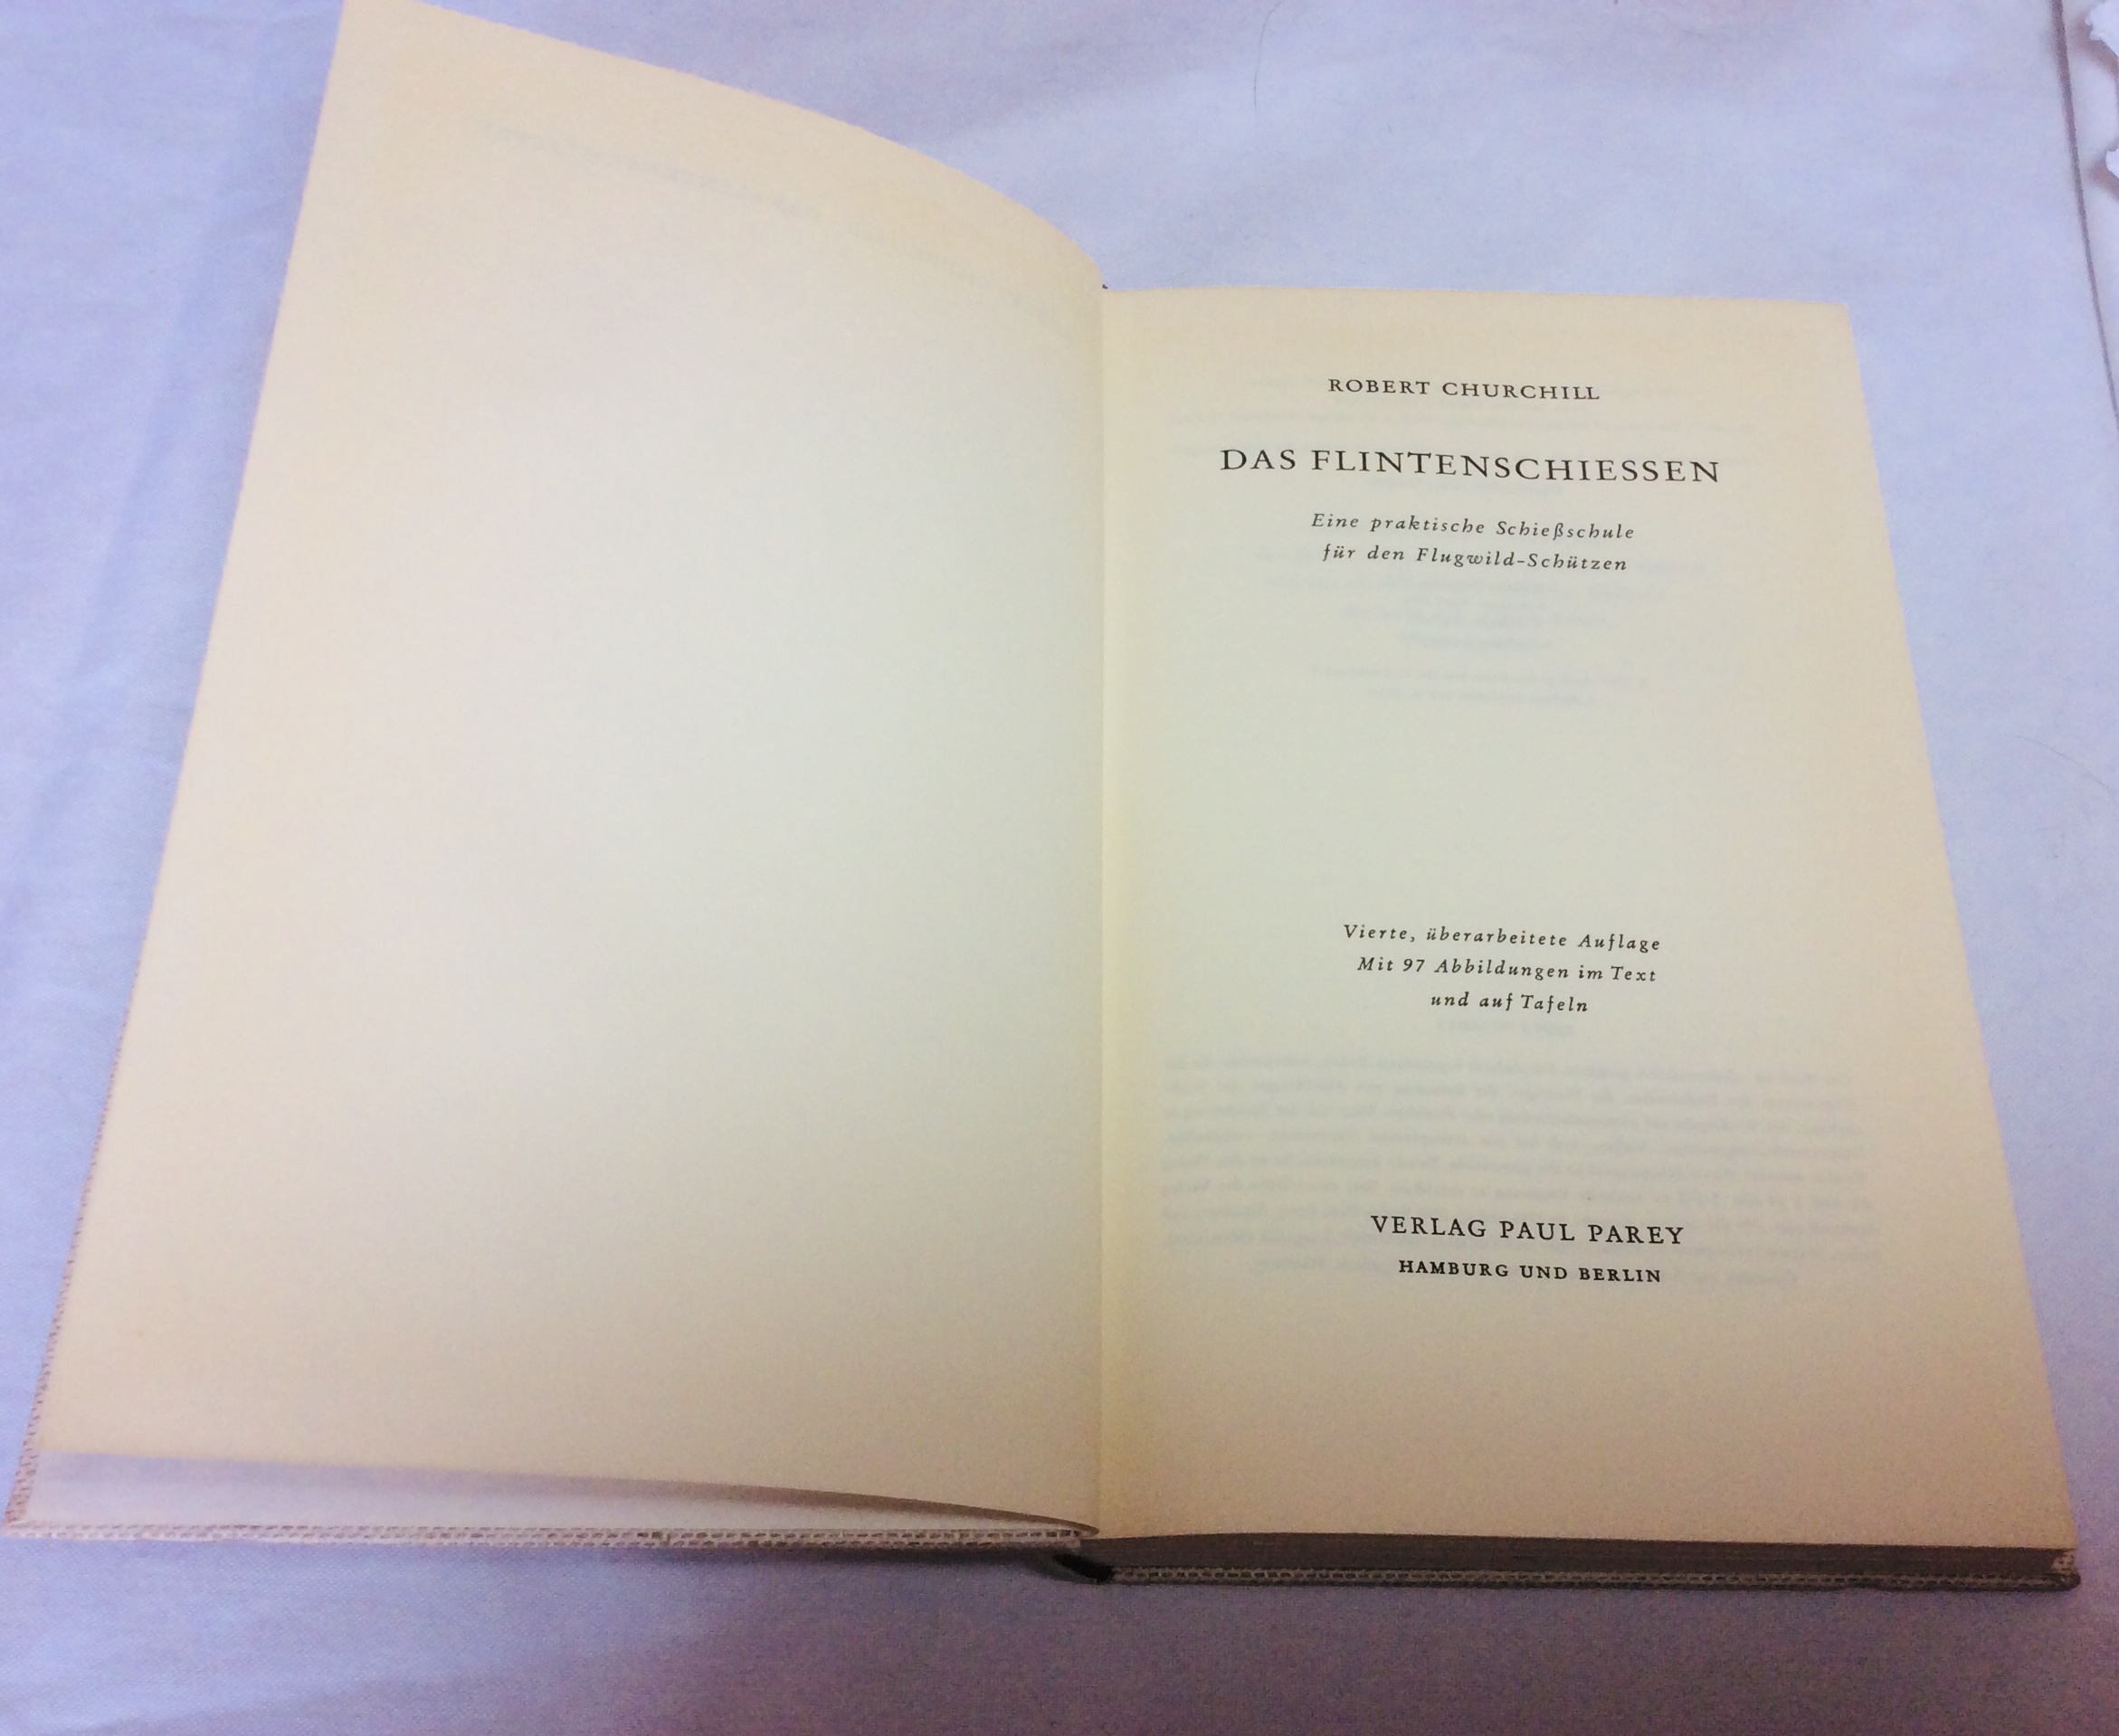 ROBERT CHURCHILL
DAS FLINTENSCHIESSEN
Eine praktische Schießschule
für den Flugwild-Schützen
Vierte, überarbeitete Auflage
Mit 97 Abbildungen im Text
und auf Tafeln
VERLAG PAUL PAREY
HAMBURG UND BERLIN